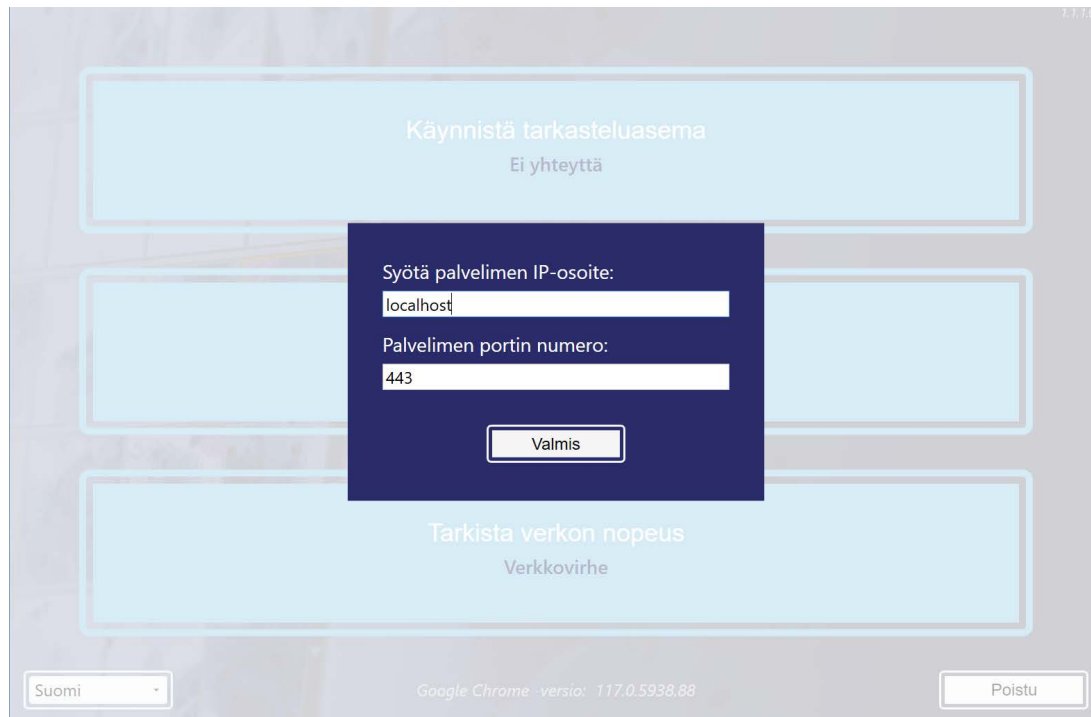 Käynnistä tarkasteluasema
Ei yhteyttä
Syötä palvelimen IP-osoite:
localhost
Palvelimen portin numero:
443
Valmis
Tarkista verkon nopeus
Verkkovirhe
Suomi
Google Chrome -versio: 117.0.5938.88
Poistu